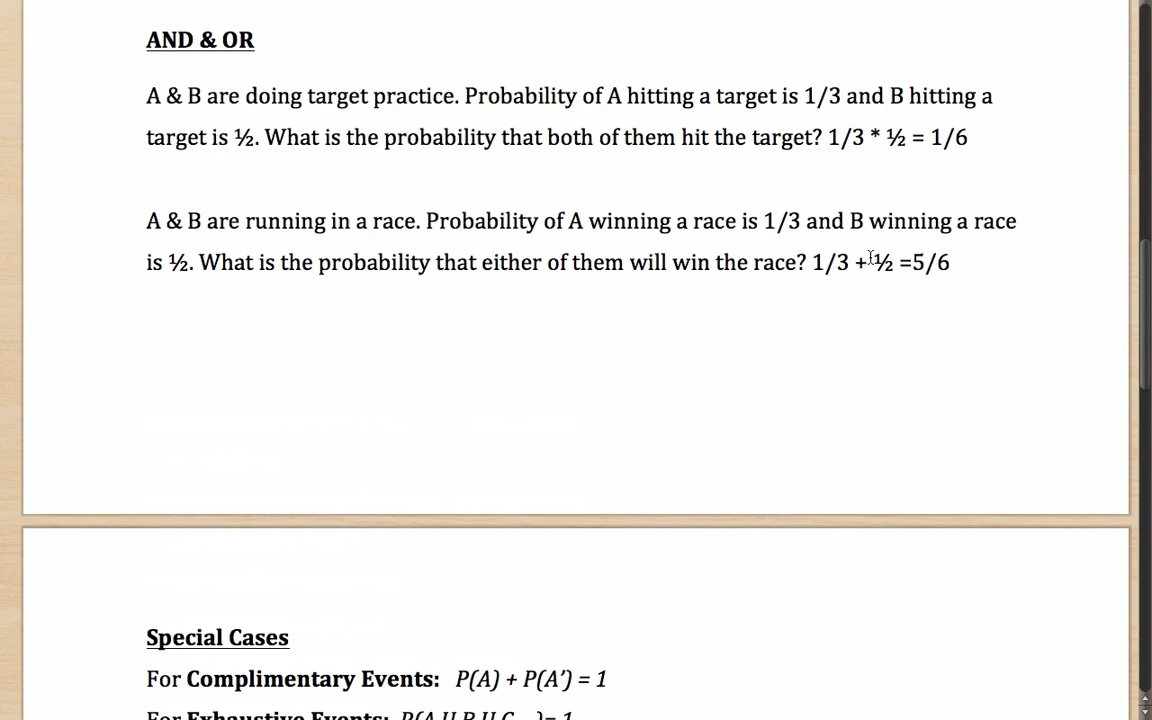 AND & OR
A & B are doing target practice. Probability of A hitting a target is 1/3 and B hitting a
target is ½. What is the probability that both of them hit the target? 1/3 * ½ = 1/6
A & B are running in a race. Probability of A winning a race is 1/3 and B winning a race
is ½. What is the probability that either of them will win the race? 1/3 + ½ =5/6
Special Cases
For Complimentary Events: P(A) + P(A’) = 1
For Exhaustive Events: P(A U B U C )= 1